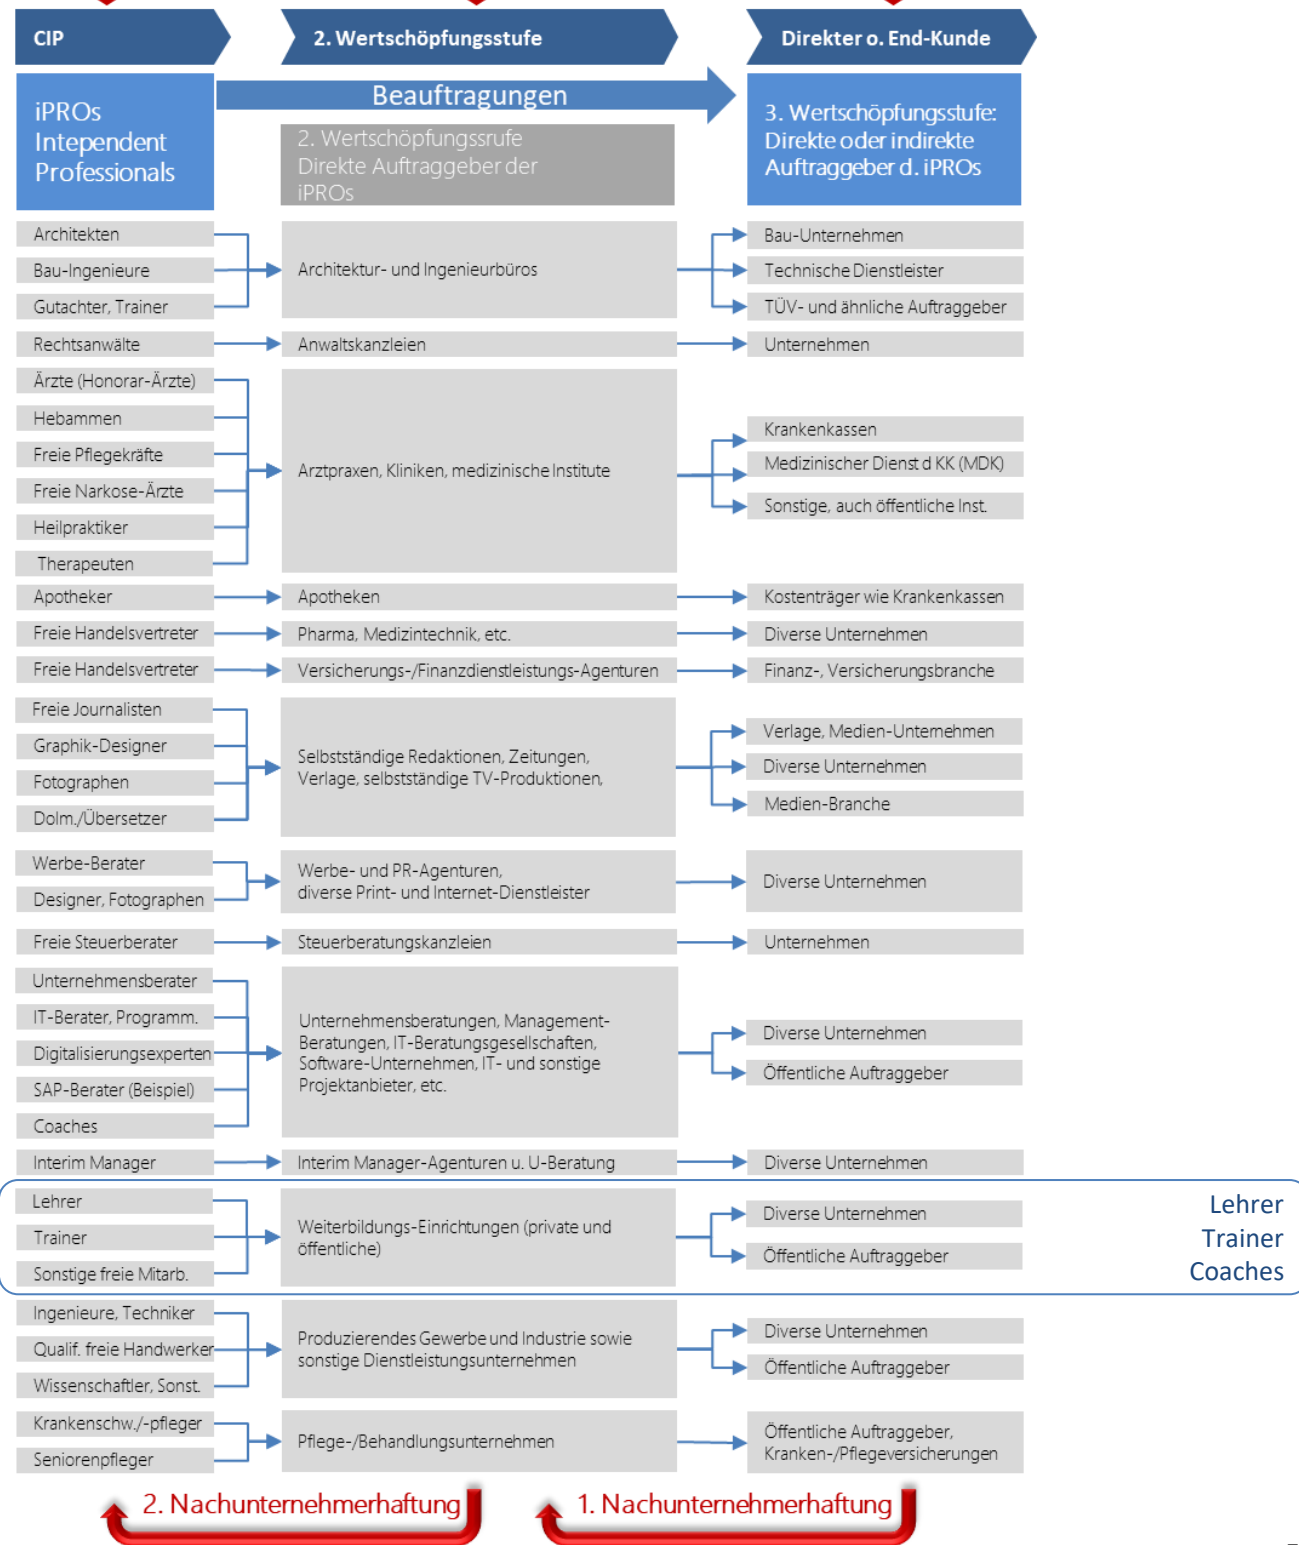 CIP
2. Wertschöpfungsstufe
Direkter o. End-Kunde
Beauftragungen
iPROs
Intependent
Professionals
2. Wertschöpfungssrufe
Direkte Auftraggeber der
iPROs
3. Wertschöpfungsstufe:
Direkte oder indirekte
Auftraggeber d. iPROs
Architekten
Bau-Ingenieure
Gutachter, Trainer
Architektur- und Ingenieurbüros
Bau-Unternehmen
Technische Dienstleister
TÜV- und ähnliche Auftraggeber
Rechtsanwälte
Anwaltskanzleien
Unternehmen
Ärzte (Honorar-Ärzte)
Hebammen
Freie Pflegekräfte
Freie Narkose-Ärzte
Heilpraktiker
Therapeuten
Arztpraxen, Kliniken, medizinische Institute
Krankenkassen
Medizinischer Dienst d KK (MDK)
Sonstige, auch öffentliche Inst.
Apotheker
Apotheken
Kostenträger wie Krankenkassen
Freie Handelsvertreter
Pharma, Medizintechnik, etc.
Diverse Unternehmen
Freie Handelsvertreter
Versicherungs-/Finanzdienstleistungs-Agenturen
Finanz-, Versicherungsbranche
Freie Journalisten
Graphik-Designer
Fotographen
Dolm./Übersetzer
Selbstständige Redaktionen, Zeitungen,
Verlage, selbstständige TV-Produktionen,
Verlage, Medien-Unternehmen
Diverse Unternehmen
Medien-Branche
Werbe-Berater
Designer, Fotographen
Werbe- und PR-Agenturen,
diverse Print- und Internet-Dienstleister
Diverse Unternehmen
Freie Steuerberater
Steuerberatungskanzleien
Unternehmen
Unternehmensberater
IT-Berater, Programm.
Digitalisierungsexperten
SAP-Berater (Beispiel)
Coaches
Unternehmensberatungen, Management-
Beratungen, IT-Beratungsgesellschaften,
Software-Unternehmen, IT- und sonstige
Projektanbieter, etc.
Diverse Unternehmen
Öffentliche Auftraggeber
Interim Manager
Interim Manager-Agenturen u. U-Beratung
Diverse Unternehmen
Lehrer
Trainer
Sonstige freie Mitarb.
Weiterbildungs-Einrichtungen (private und
öffentliche)
Diverse Unternehmen
Öffentliche Auftraggeber
Lehrer
Trainer
Coaches
Ingenieure, Techniker
Qualif. freie Handwerker
Wissenschaftler, Sonst.
Produzierendes Gewerbe und Industrie sowie
sonstige Dienstleistungsunternehmen
Diverse Unternehmen
Öffentliche Auftraggeber
Krankenschw./-pfleger
Seniorenpfleger
Pflege-/Behandlungsunternehmen
Öffentliche Auftraggeber,
Kranken-/Pflegeversicherungen
2. Nachunternehmerhaftung
1. Nachunternehmerhaftung